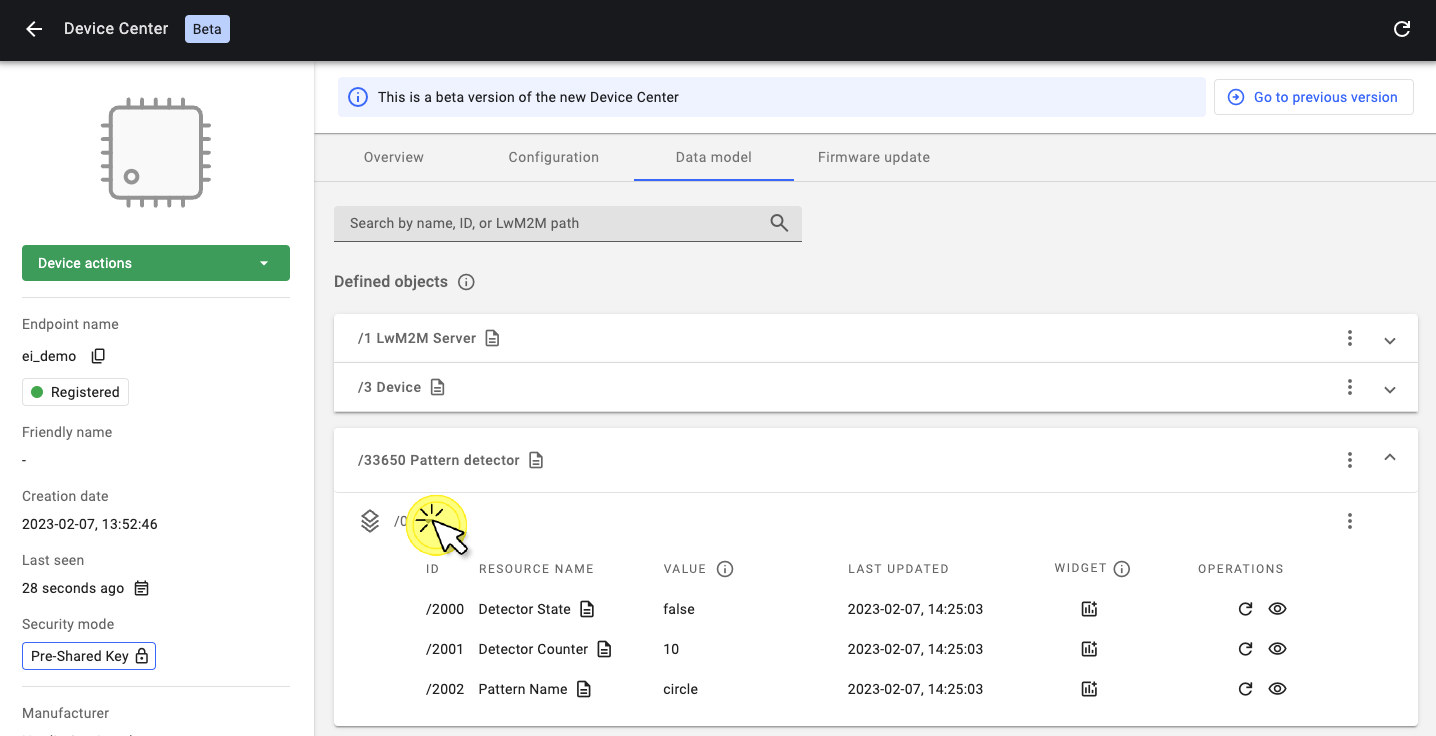 Device Center Beta
This is a beta version of the new Device Center
Go to previous version
Overview Configuration Data model Firmware update
Search by name, ID, or LwM2M path
Defined objects
Device actions
Endpoint name
ei_demo
Registered
Friendly name
-
Creation date
2023-02-07, 13:52:46
Last seen
28 seconds ago
Security mode
Pre-Shared Key
Manufacturer
/1 LwM2M Server
/3 Device
/33650 Pattern detector
/0
ID RESOURCE NAME VALUE LAST UPDATED WIDGET OPERATIONS
/2000 Detector State false 2023-02-07, 14:25:03
/2001 Detector Counter 10 2023-02-07, 14:25:03
/2002 Pattern Name circle 2023-02-07, 14:25:03